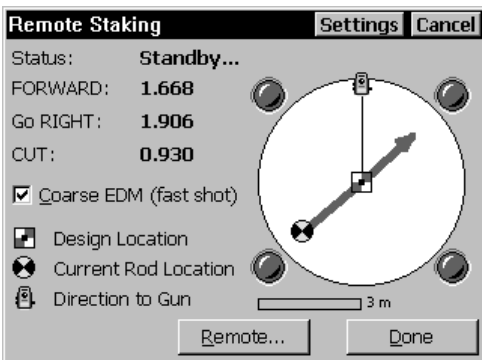 Remote Staking Settings Cancel
Status: Standby...
FORWARD: 1.668
Go RIGHT: 1.906
CUT: 0.930
Coarse EDM (fast shot)
Design Location
Current Rod Location
Direction to Gun
3 m
Remote... Done